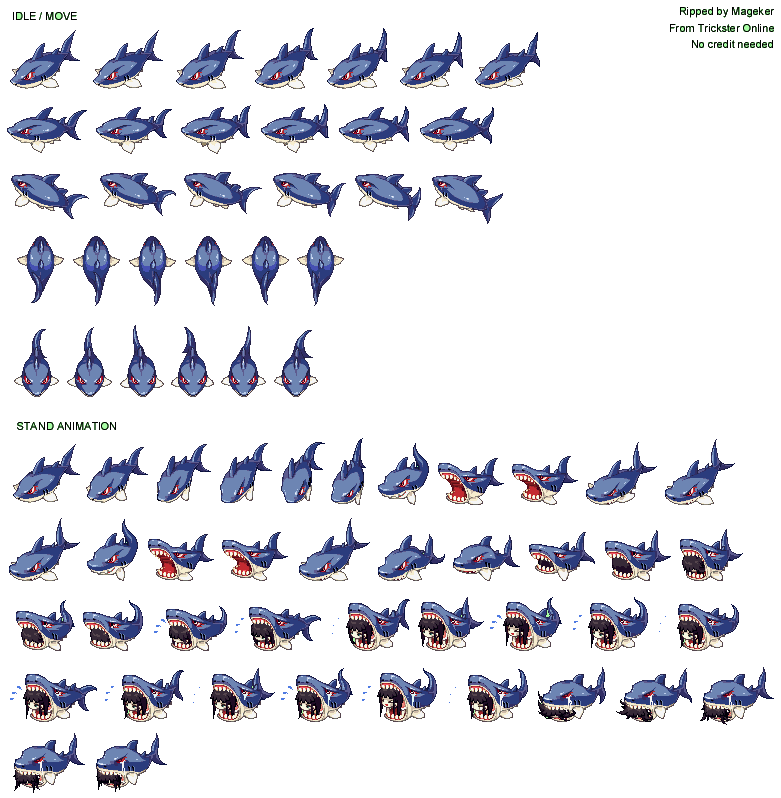 IDLE / MOVE
Ripped by Mageker
From Trickster Online
No credit needed
STAND ANIMATION